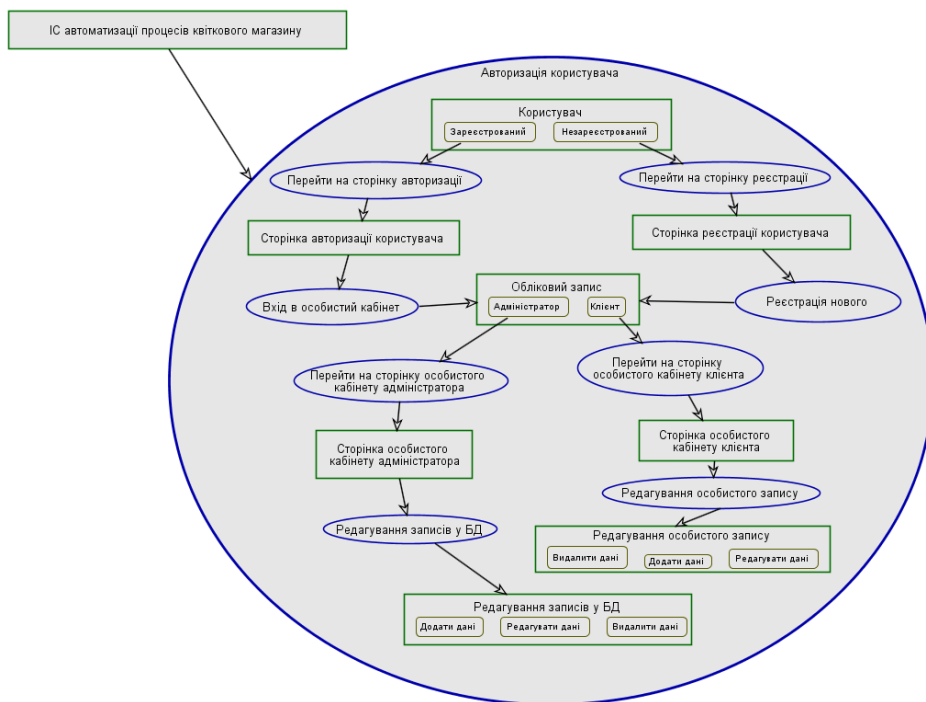 ІС автоматизації процесів квіткового магазину
Авторизація користувача
Користувач
Зареєстрований
Незареєстрований
Перейти на сторінку авторизації
Перейти на сторінку реєстрації
Сторінка авторизації користувача
Сторінка реєстрації користувача
Вхід в особистий кабінет
Обліковий запис
Адміністратор
Клієнт
Реєстрація нового
Перейти на сторінку особистого
кабінету адміністратора
Перейти на сторінку
особистого кабінету клієнта
Сторінка особистого
кабінету адміністратора
Сторінка особистого
кабінету клієнта
Редагування особистого запису
Редагування записів у БД
Редагування особистого запису
Видалити дані
Додати дані
Редагувати дані
Редагування записів у БД
Додати дані
Редагувати дані
Видалити дані